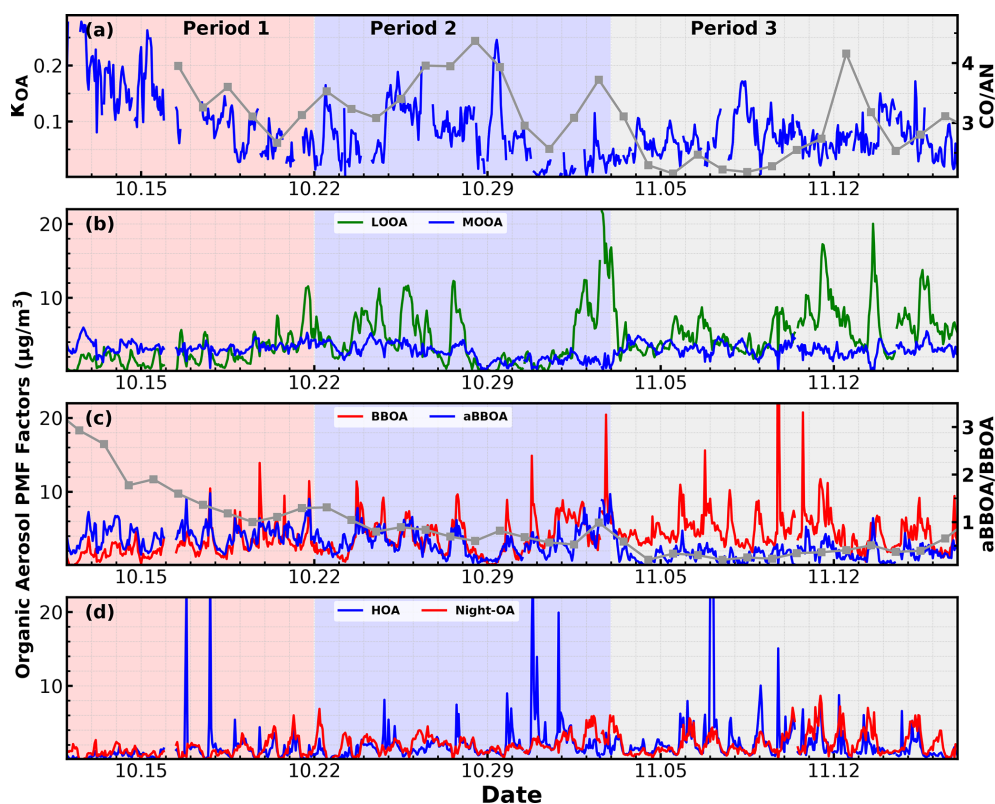 (a) Period 1 Period 2 Period 3
κOA
0.2
0.1
4
3
CO/AN
10.15 10.22 10.29 11.05 11.12
(b) LOOA MOOA
20
10
10.15 10.22 10.29 11.05 11.12
Organic Aerosol PMF Factors (μg/m³)
(c) BBOA aBBOA
20
10
3
2
1
aBBOA/BBOA
10.15 10.22 10.29 11.05 11.12
(d) HOA Night-OA
20
10
10.15 10.22 10.29 11.05 11.12
Date